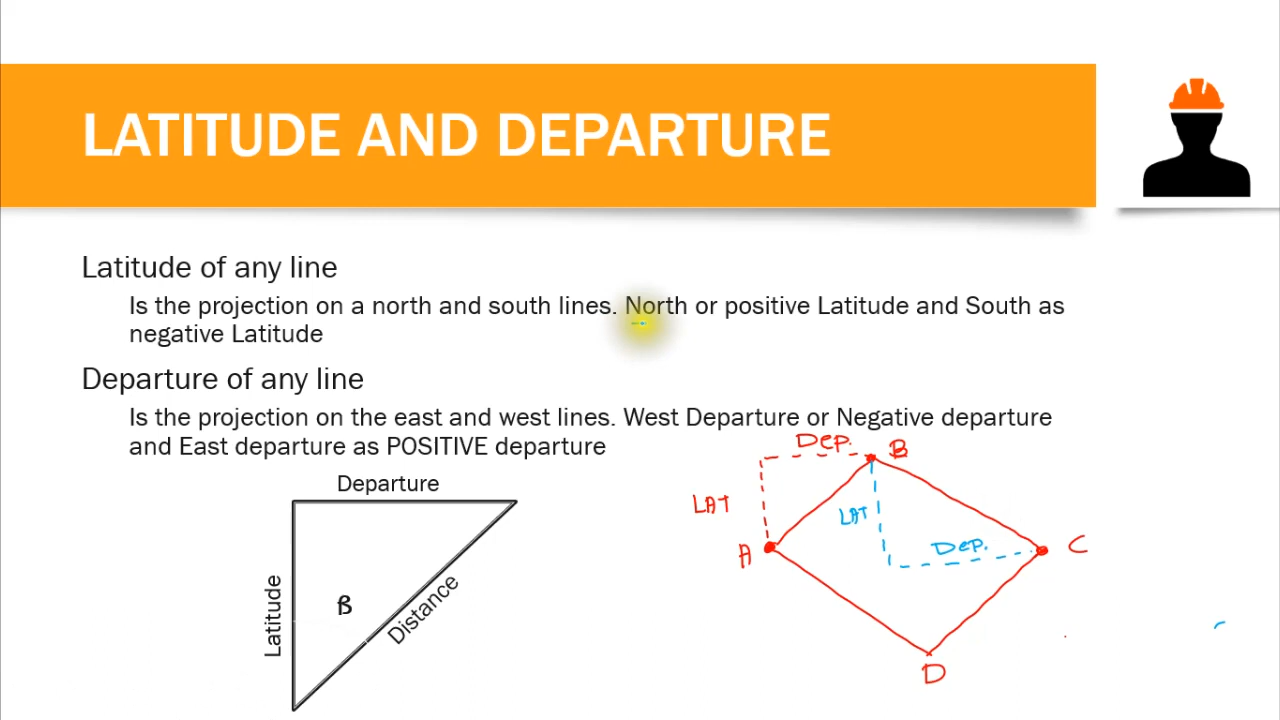 LATITUDE AND DEPARTURE
Latitude of any line
Is the projection on a north and south lines. North or positive Latitude and South as
negative Latitude
Departure of any line
Is the projection on the east and west lines. West Departure or Negative departure
and East departure as POSITIVE departure
Departure
Latitude
ß
Distance
Dep.
B
LAT
LAT
A
Dep.
C
D